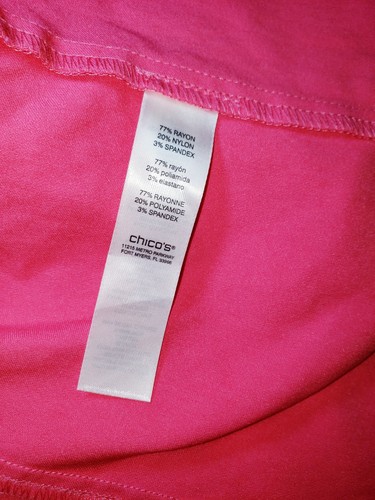 77% RAYON
20% NYLON
3% SPANDEX
77% rayón
20% poliamida
3% elastano
77% RAYONNE
20% POLYAMIDE
3% SPANDEX
chico's®
11215 METRO PARKWAY
FORT MYERS, FL 33966